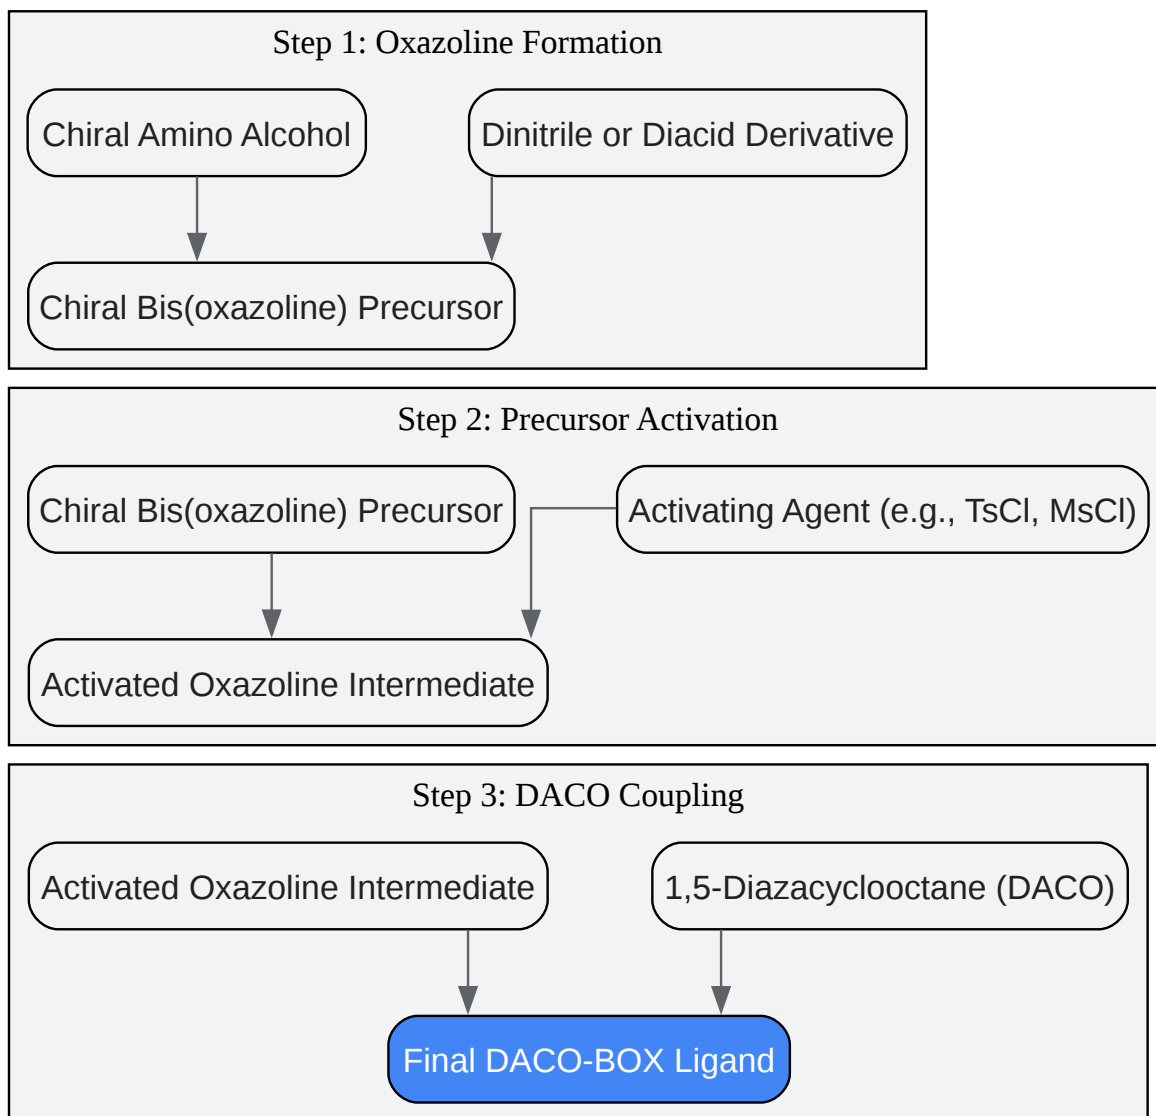 Step 1: Oxazoline Formation
Chiral Amino Alcohol
Dinitrile or Diacid Derivative
Chiral Bis(oxazoline) Precursor
Step 2: Precursor Activation
Chiral Bis(oxazoline) Precursor
Activating Agent (e.g., TsCl, MsCl)
Activated Oxazoline Intermediate
Step 3: DACO Coupling
Activated Oxazoline Intermediate
1,5-Diazacyclooctane (DACO)
Final DACO-BOX Ligand